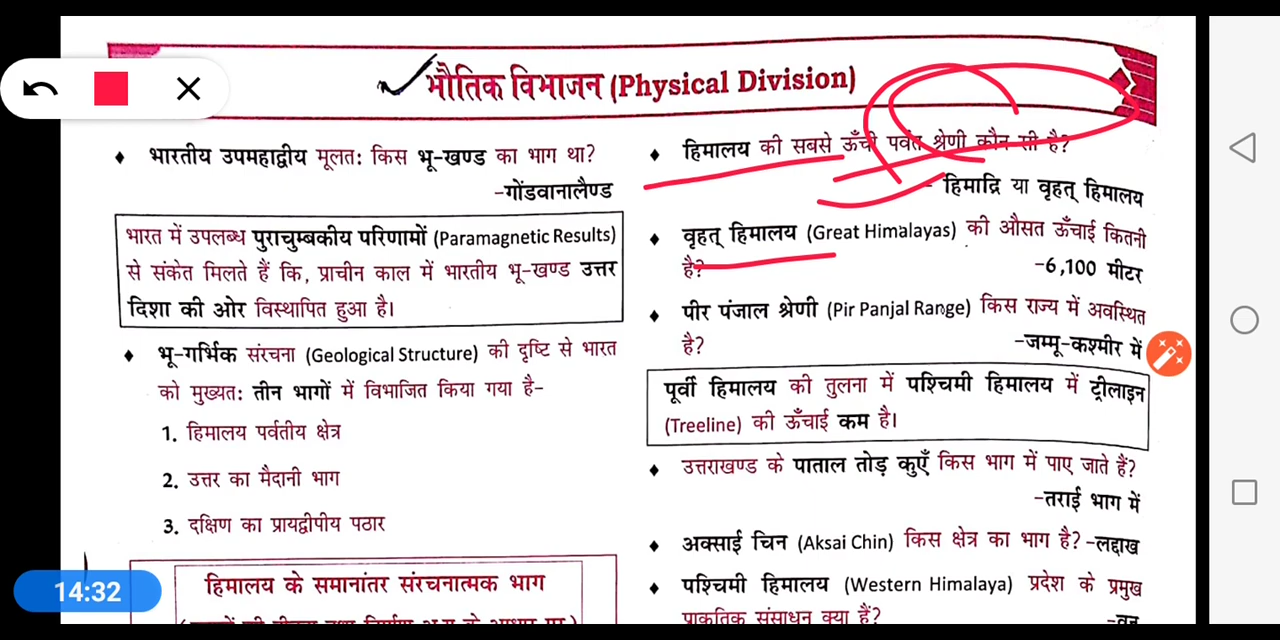 भौतिक विभाजन (Physical Division)
♦ भारतीय उपमहाद्वीय मूलत: किस भू-खण्ड का भाग था?
-गोंडवानालैण्ड
भारत में उपलब्ध पुराचुम्बकीय परिणामों (Paramagnetic Results)
से संकेत मिलते हैं कि, प्राचीन काल में भारतीय भू-खण्ड उत्तर
दिशा की ओर विस्थापित हुआ है।
♦ भू-गर्भिक संरचना (Geological Structure) की दृष्टि से भारत
को मुख्यत: तीन भागों में विभाजित किया गया है-
1. हिमालय पर्वतीय क्षेत्र
2. उत्तर का मैदानी भाग
3. दक्षिण का प्रायद्वीपीय पठार
हिमालय के समानांतर संरचनात्मक भाग
14:32
♦ हिमालय की सबसे ऊँची पर्वत श्रेणी कौन सी है?
- हिमाद्रि या वृहत् हिमालय
♦ वृहत् हिमालय (Great Himalayas) की औसत ऊँचाई कितनी
है?
-6,100 मीटर
♦ पीर पंजाल श्रेणी (Pir Panjal Range) किस राज्य में अवस्थित
है?
-जम्मू-कश्मीर में
पूर्वी हिमालय की तुलना में पश्चिमी हिमालय में ट्रीलाइन
(Treeline) की ऊँचाई कम है।
♦ उत्तराखण्ड के पाताल तोड़ कुएँ किस भाग में पाए जाते हैं?
-तराई भाग में
♦ अक्साई चिन (Aksai Chin) किस क्षेत्र का भाग है? -लद्दाख
♦ पश्चिमी हिमालय (Western Himalaya) प्रदेश के प्रमुख
प्राकृतिक संसाधन क्या हैं?
-वन